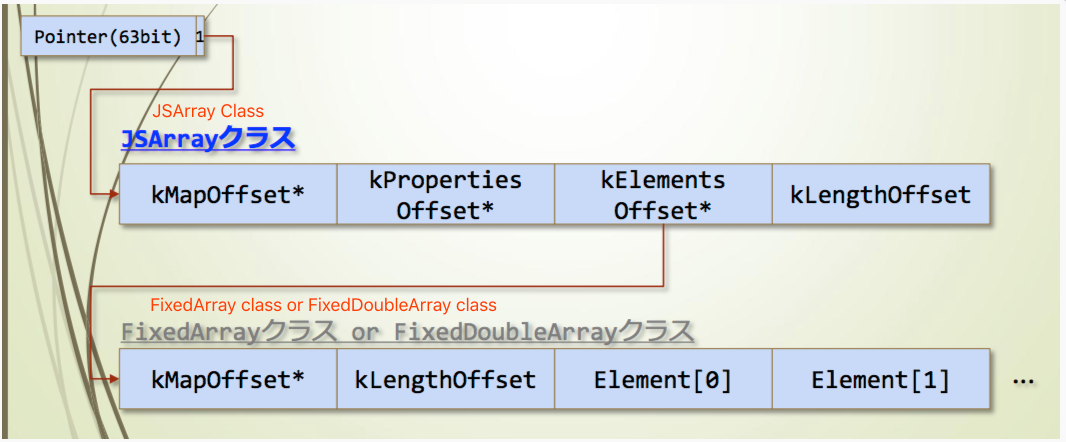 Pointer(63bit) 1
JSArray Class
JSArrayクラス
kMapOffset*
kProperties
Offset*
kElements
Offset*
kLengthOffset
FixedArray class or FixedDoubleArray class
FixedArrayクラス or FixedDoubleArrayクラス
kMapOffset*
kLengthOffset
Element[0]
Element[1]
…